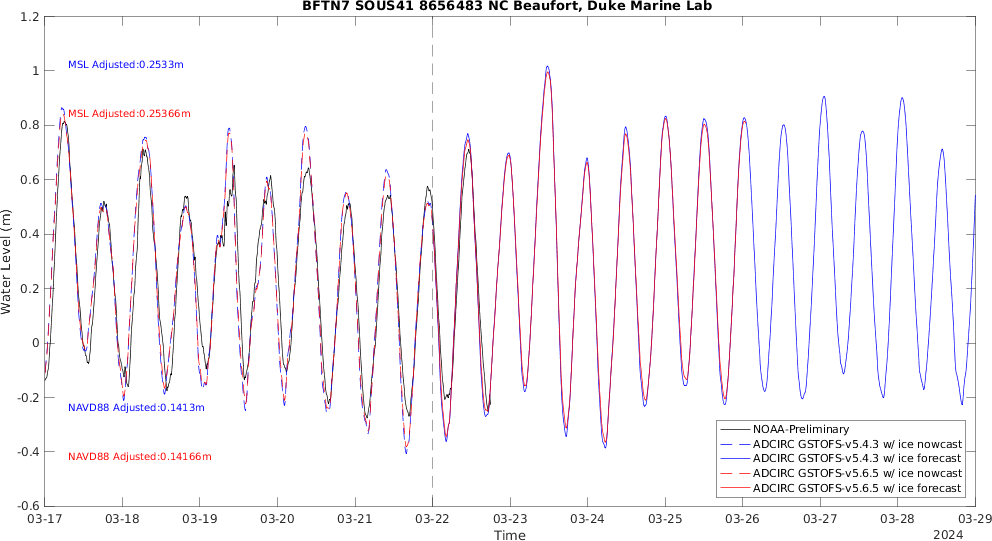 BFTN7 SOUS41 8656483 NC Beaufort, Duke Marine Lab
1.2
1
0.8
0.6
0.4
0.2
0
-0.2
-0.4
-0.6
Water Level (m)
MSL Adjusted:0.2533m
MSL Adjusted:0.25366m
NAVD88 Adjusted:0.1413m
NAVD88 Adjusted:0.14166m
NOAA-Preliminary
ADCIRC GSTOFS-v5.4.3 w/ ice nowcast
ADCIRC GSTOFS-v5.4.3 w/ ice forecast
ADCIRC GSTOFS-v5.6.5 w/ ice nowcast
ADCIRC GSTOFS-v5.6.5 w/ ice forecast
03-17 03-18 03-19 03-20 03-21 03-22 03-23 03-24 03-25 03-26 03-27 03-28 03-29
Time
2024